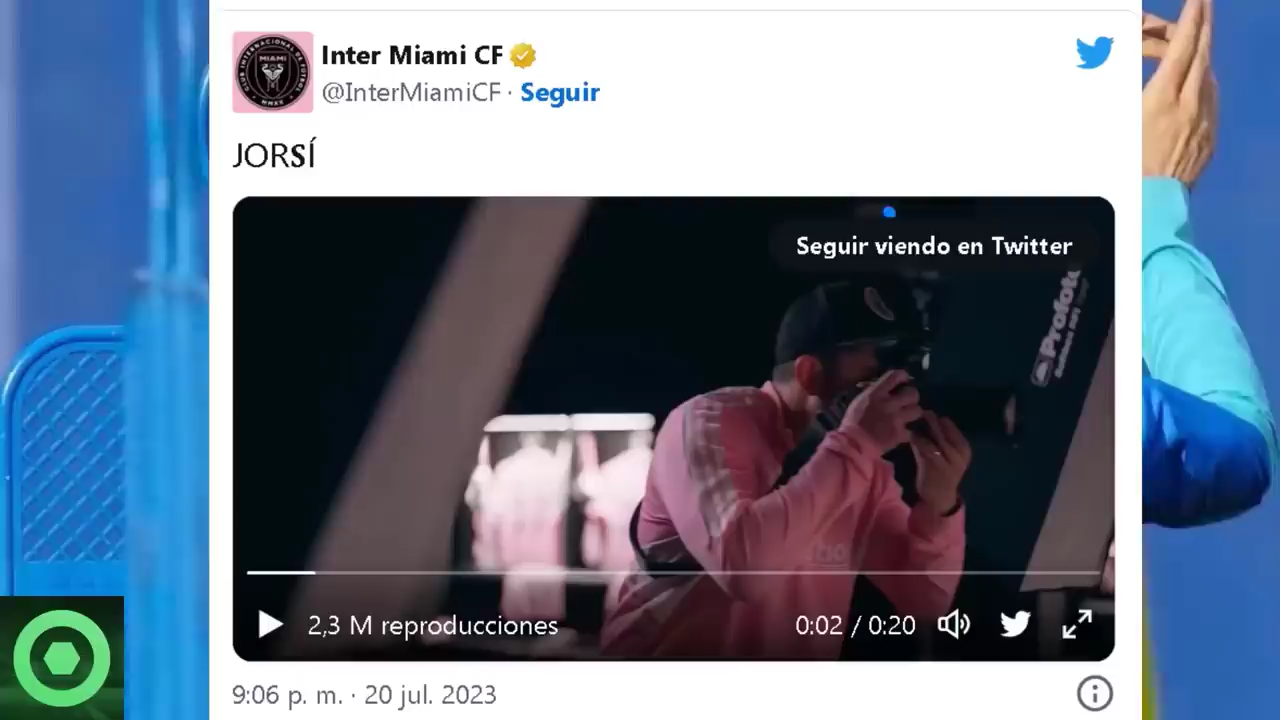 Inter Miami CF
@InterMiamiCF · Seguir
JORSÍ
Seguir viendo en Twitter
Profoto
2,3 M reproducciones
0:02 / 0:20
9:06 p. m. · 20 jul. 2023